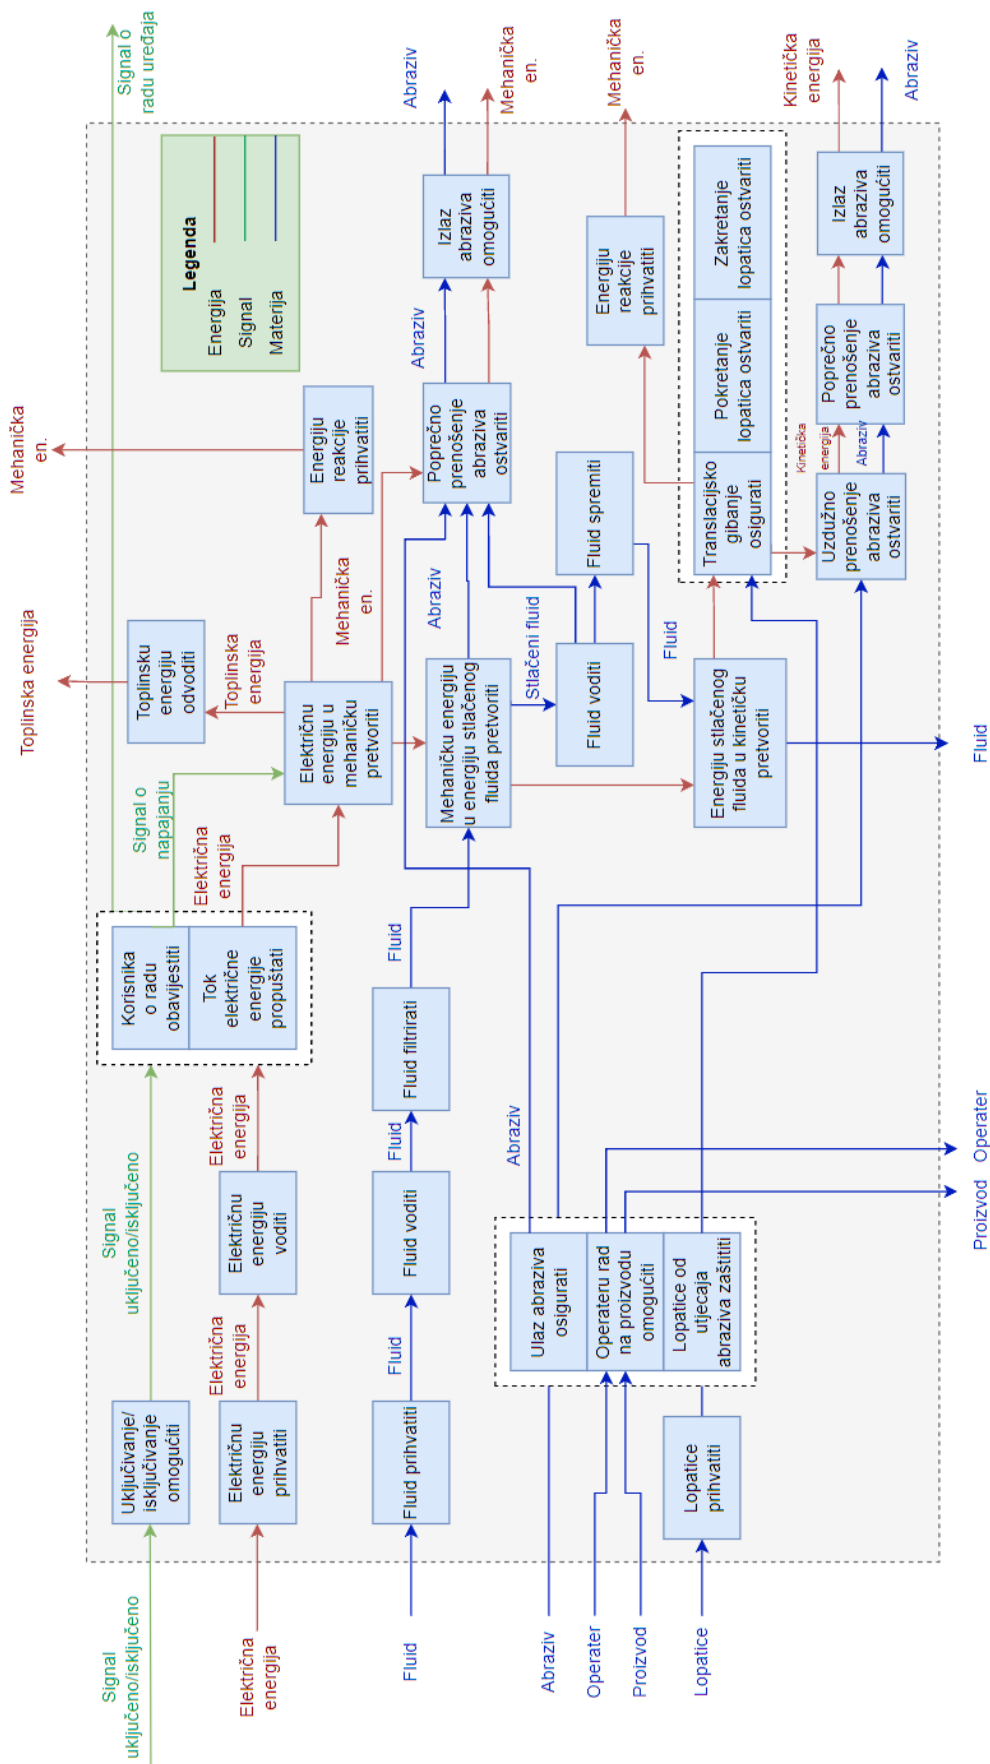 Signal
uključeno/isključeno
Električna
energija
Fluid
Abraziv
Operater
Proizvod
Lopatice
Uključivanje/
isključivanje
omogućiti
Električnu
energiju
prihvatiti
Fluid prihvatiti
Lopatice
prihvatiti
Signal
uključeno/isključeno
Električna
energija
Fluid
Električnu
energiju
voditi
Fluid voditi
Električna
energija
Fluid
Ulaz abraziva
osigurati
Operateru rad
na proizvodu
omogućiti
Lopatice od
utjecaja
abraziva zaštititi
Proizvod
Operater
Korisnika
o radu
obavijestiti
Tok
električne
energije
propuštati
Fluid filtrirati
Abraziv
Fluid
Signal o
napajanju
Električna
energija
Toplinska energija
Toplinsku
energiju
odvoditi
Toplinska
energija
Električnu
energiju u
mehaničku
pretvoriti
Mehaničku energiju
u energiju stlačenog
fluida pretvoriti
Stlačeni fluid
Fluid voditi
Fluid
Energiju stlačenog
fluida u kinetičku
pretvoriti
Fluid
Mehanička
en.
Mehanička
en.
Energiju
reakcije
prihvatiti
Abraziv
Poprečno
prenošenje
abraziva
ostvariti
Fluid spremiti
Translacijsko
gibanje
osigurati
Pokretanje
lopatica ostvariti
Zakretanje
lopatica ostvariti
Uzdužno
prenošenje
abraziva
ostvariti
Kinetička
energija
Abraziv
Poprečno
prenošenje
abraziva
ostvariti
Abraziv
Izlaz
abraziva
omogućiti
Energiju
reakcije
prihvatiti
Izlaz
abraziva
omogućiti
Legenda
Energija
Signal
Materija
Signal o
radu uređaja
Abraziv
Mehanička
en.
Mehanička
en.
Kinetička
energija
Abraziv